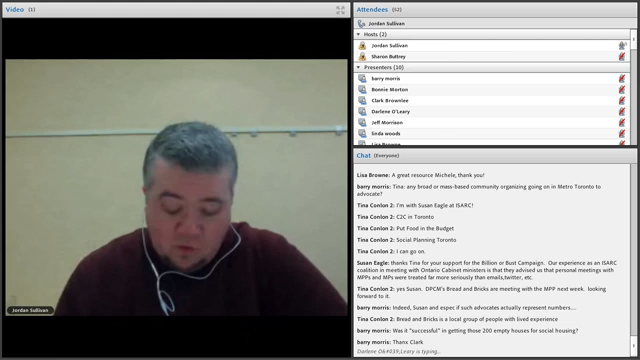 Video (1)
Jordan Sullivan
Attendees (52)
Jordan Sullivan
Hosts (2)
Jordan Sullivan
Sharon Buttrey
Presenters (10)
barry morris
Bonnie Morton
Clark Brownlee
Darlene O'Leary
Jeff Morrison
linda woods
Lisa Browne
Chat (Everyone)
Lisa Browne: A great resource Michele, thank you!
barry morris: Tina: any broad or mass-based community organizing going on in Metro Toronto to
advocate?
Tina Conlon 2: I'm with Susan Eagle at ISARC!
Tina Conlon 2: C2C in Toronto
Tina Conlon 2: Put Food in the Budget
Tina Conlon 2: Social Planning Toronto
Tina Conlon 2: I can go on.
Susan Eagle: thanks Tina for your support for the Billion or Bust Campaign. Our experience as an ISARC
coalition in meeting with Ontario Cabinet ministers is that they advised us that personal meetings with
MPPs and MPs were treated far more seriously than emails,twitter, etc.
Tina Conlon 2: yes Susan. DPCM's Bread and Bricks are meeting with the MPP next week. looking
forward to it.
barry morris: Indeed, Susan and espec if such advocates actually represent numbers....
Tina Conlon 2: Bread and Bricks is a local group of people with lived experience
barry morris: Was it "successful" in getting those 200 empty houses for social housing?
barry morris: Thanx Clark
Darlene O&#039;Leary is typing..